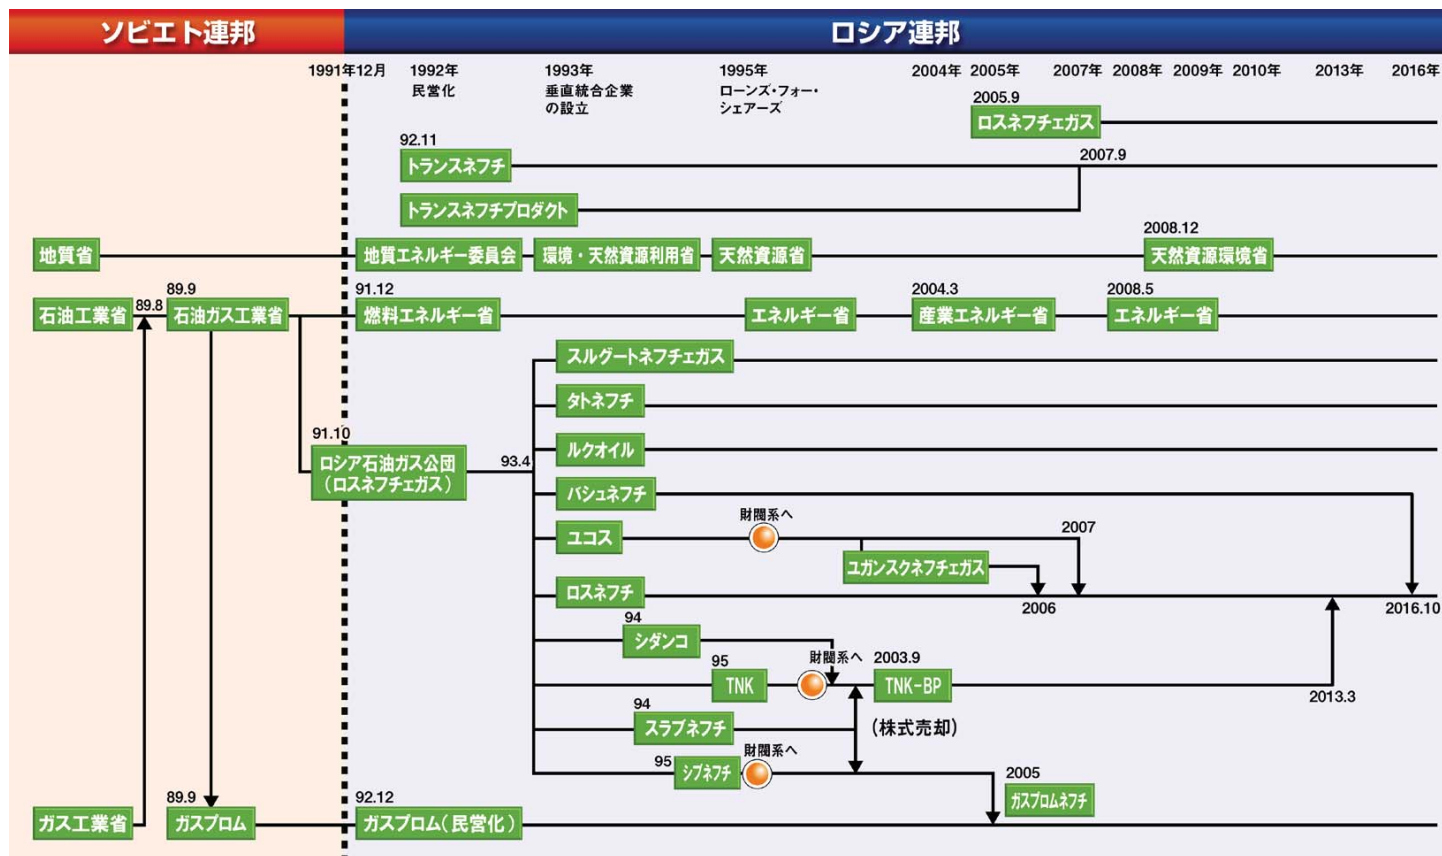 ソビエト連邦
ロシア連邦
1991年12月
1992年
民営化
1993年
垂直統合企業
の設立
1995年
ローンズ・フォー・
シェアーズ
2004年
2005年
2007年
2008年
2009年
2010年
2013年
2016年
2005.9
ロスネフチェガス
92.11
トランスネフチ
2007.9
トランスネフチプロダクト
地質省
地質エネルギー委員会
環境・天然資源利用省
天然資源省
2008.12
天然資源環境省
石油工業省
89.8
89.9
石油ガス工業省
91.12
燃料エネルギー省
エネルギー省
2004.3
産業エネルギー省
2008.5
エネルギー省
スルグートネフチェガス
タトネフチ
91.10
ロシア石油ガス公団
(ロスネフチェガス)
93.4
ルクオイル
バシュネフチ
ユコス
財閥系へ
2007
ユガンスクネフチェガス
ロスネフチ
2006
2016.10
94
シダンコ
95
TNK
財閥系へ
2003.9
TNK-BP
2013.3
94
スラブネフチ
(株式売却)
95
シブネフチ
財閥系へ
2005
ガスプロムネフチ
ガス工業省
89.9
ガスプロム
92.12
ガスプロム(民営化)